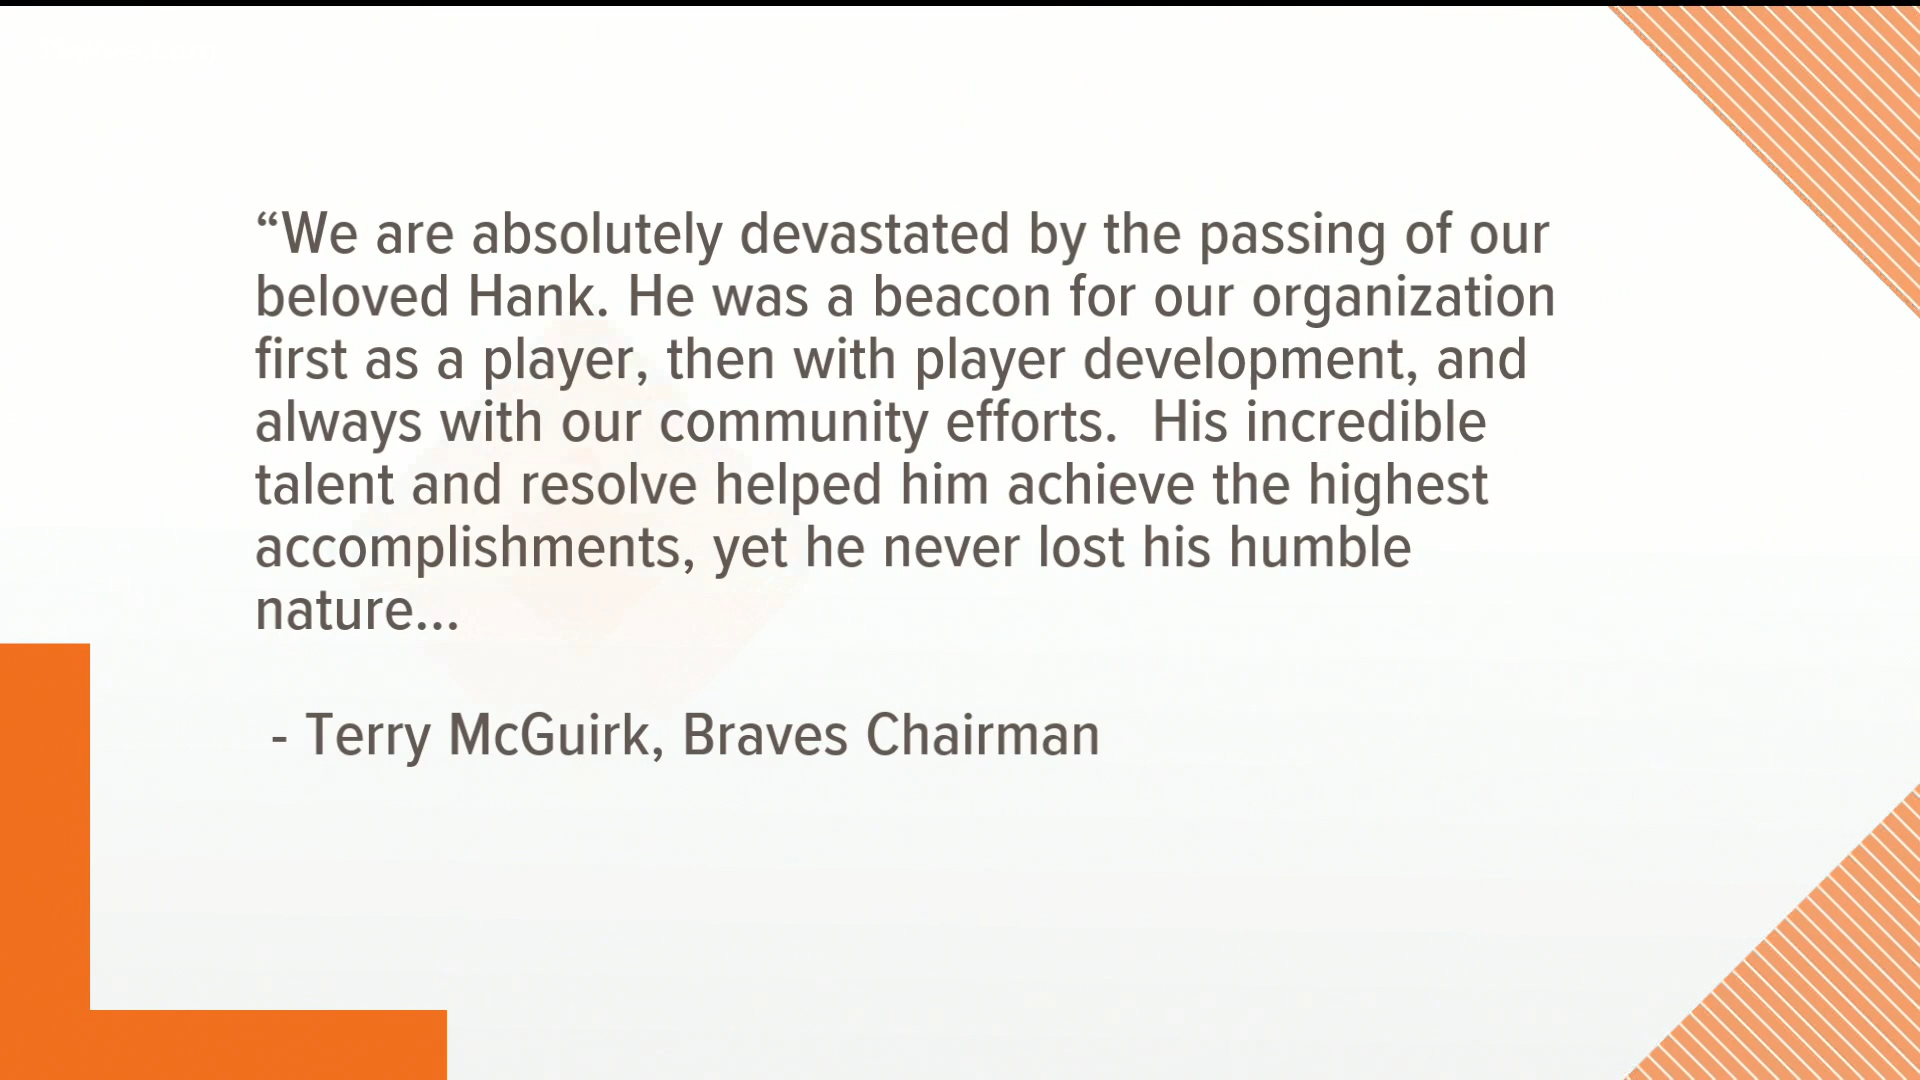 “We are absolutely devastated by the passing of our
beloved Hank. He was a beacon for our organization
first as a player, then with player development, and
always with our community efforts.  His incredible
talent and resolve helped him achieve the highest
accomplishments, yet he never lost his humble
nature...
- Terry McGuirk, Braves Chairman